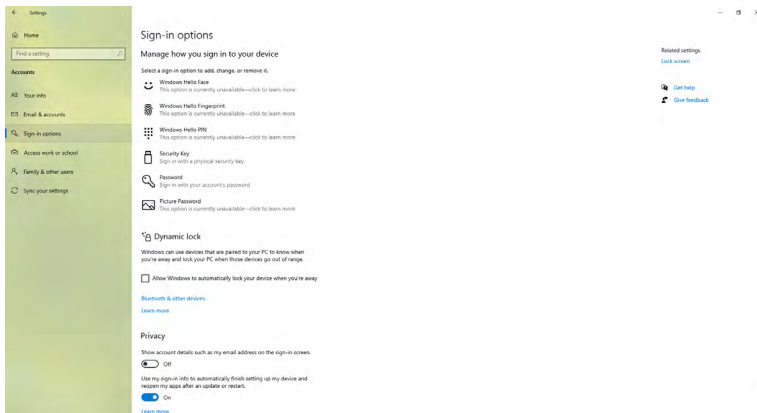 Settings
Home
Find a setting
Accounts
Your info
Email & accounts
Sign-in options
Access work or school
Family & other users
Sync your settings
Sign-in options
Manage how you sign in to your device
Select a sign-in option to add, change, or remove it.
Windows Hello Face
This option is currently unavailable—click to learn more
Windows Hello Fingerprint
This option is currently unavailable—click to learn more
Windows Hello PIN
This option is currently unavailable—click to learn more
Security Key
Sign in with a physical security key
Password
Sign in with your account's password
Picture Password
This option is currently unavailable—click to learn more
Dynamic lock
Windows can use devices that are paired to your PC to know when
you're away and lock your PC when those devices go out of range.
Allow Windows to automatically lock your device when you're away
Bluetooth & other devices
Learn more
Privacy
Show account details such as my email address on the sign-in screen.
Off
Use my sign-in info to automatically finish setting up my device and
reopen my apps after an update or restart.
On
Learn more
Related settings
Lock screen
Get help
Give feedback